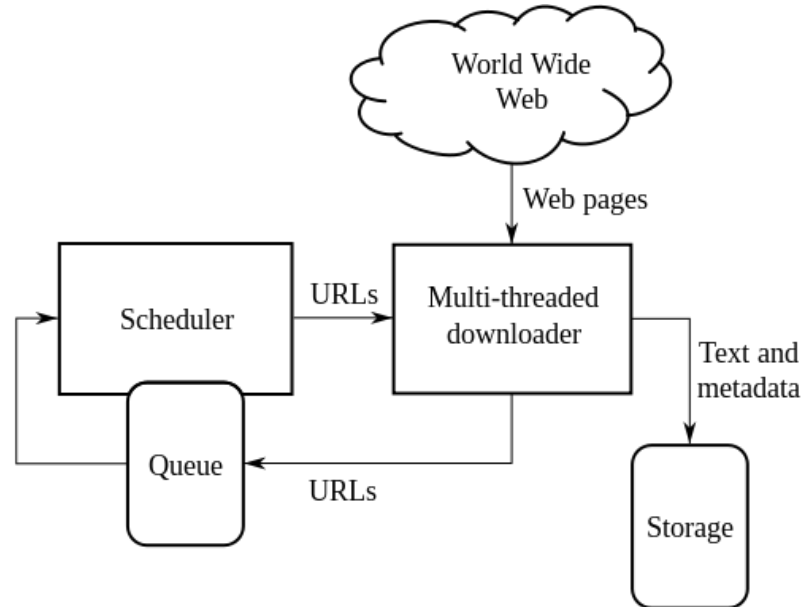 World Wide
Web
Web pages
Scheduler
URLs
Multi-threaded
downloader
Text and
metadata
Queue
URLs
Storage